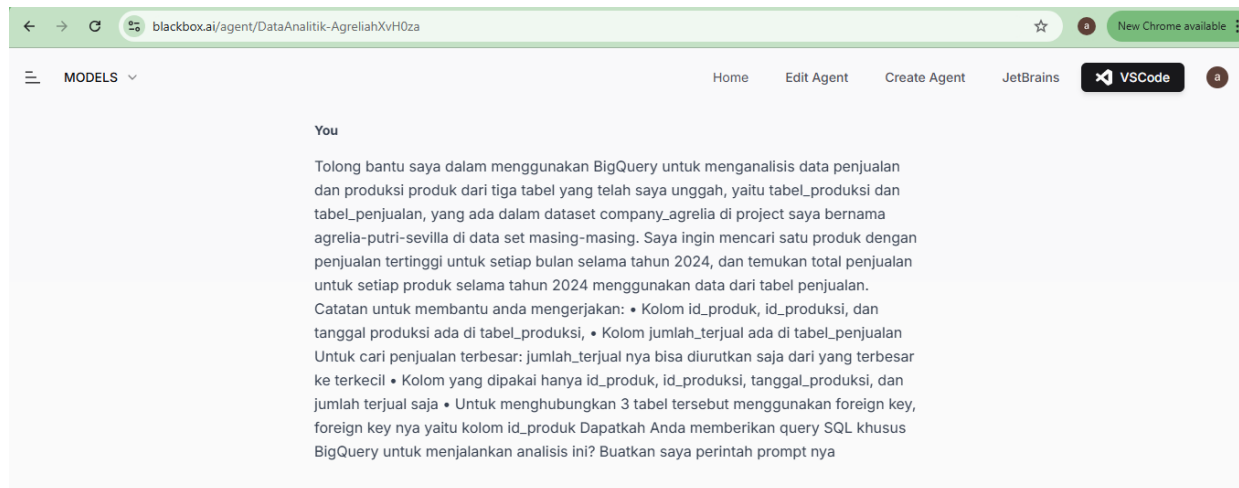 blackbox.ai/agent/DataAnalitik-AgreliahXvH0za
a
New Chrome available
MODELS
Home
Edit Agent
Create Agent
JetBrains
VSCode
a
You
Tolong bantu saya dalam menggunakan BigQuery untuk menganalisis data penjualan
dan produksi produk dari tiga tabel yang telah saya unggah, yaitu tabel_produksi dan
tabel_penjualan, yang ada dalam dataset company_agrelia di project saya bernama
agrelia-putri-sevilla di data set masing-masing. Saya ingin mencari satu produk dengan
penjualan tertinggi untuk setiap bulan selama tahun 2024, dan temukan total penjualan
untuk setiap produk selama tahun 2024 menggunakan data dari tabel penjualan.
Catatan untuk membantu anda mengerjakan: • Kolom id_produk, id_produksi, dan
tanggal produksi ada di tabel_produksi, • Kolom jumlah_terjual ada di tabel_penjualan
Untuk cari penjualan terbesar: jumlah_terjual nya bisa diurutkan saja dari yang terbesar
ke terkecil • Kolom yang dipakai hanya id_produk, id_produksi, tanggal_produksi, dan
jumlah terjual saja • Untuk menghubungkan 3 tabel tersebut menggunakan foreign key,
foreign key nya yaitu kolom id_produk Dapatkah Anda memberikan query SQL khusus
BigQuery untuk menjalankan analisis ini? Buatkan saya perintah prompt nya